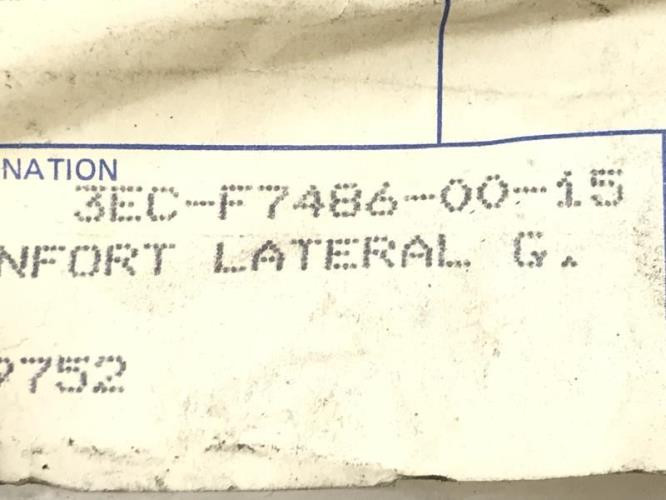 NATION
3EC-F7486-00-15
NFORT LATERAL G.
9752